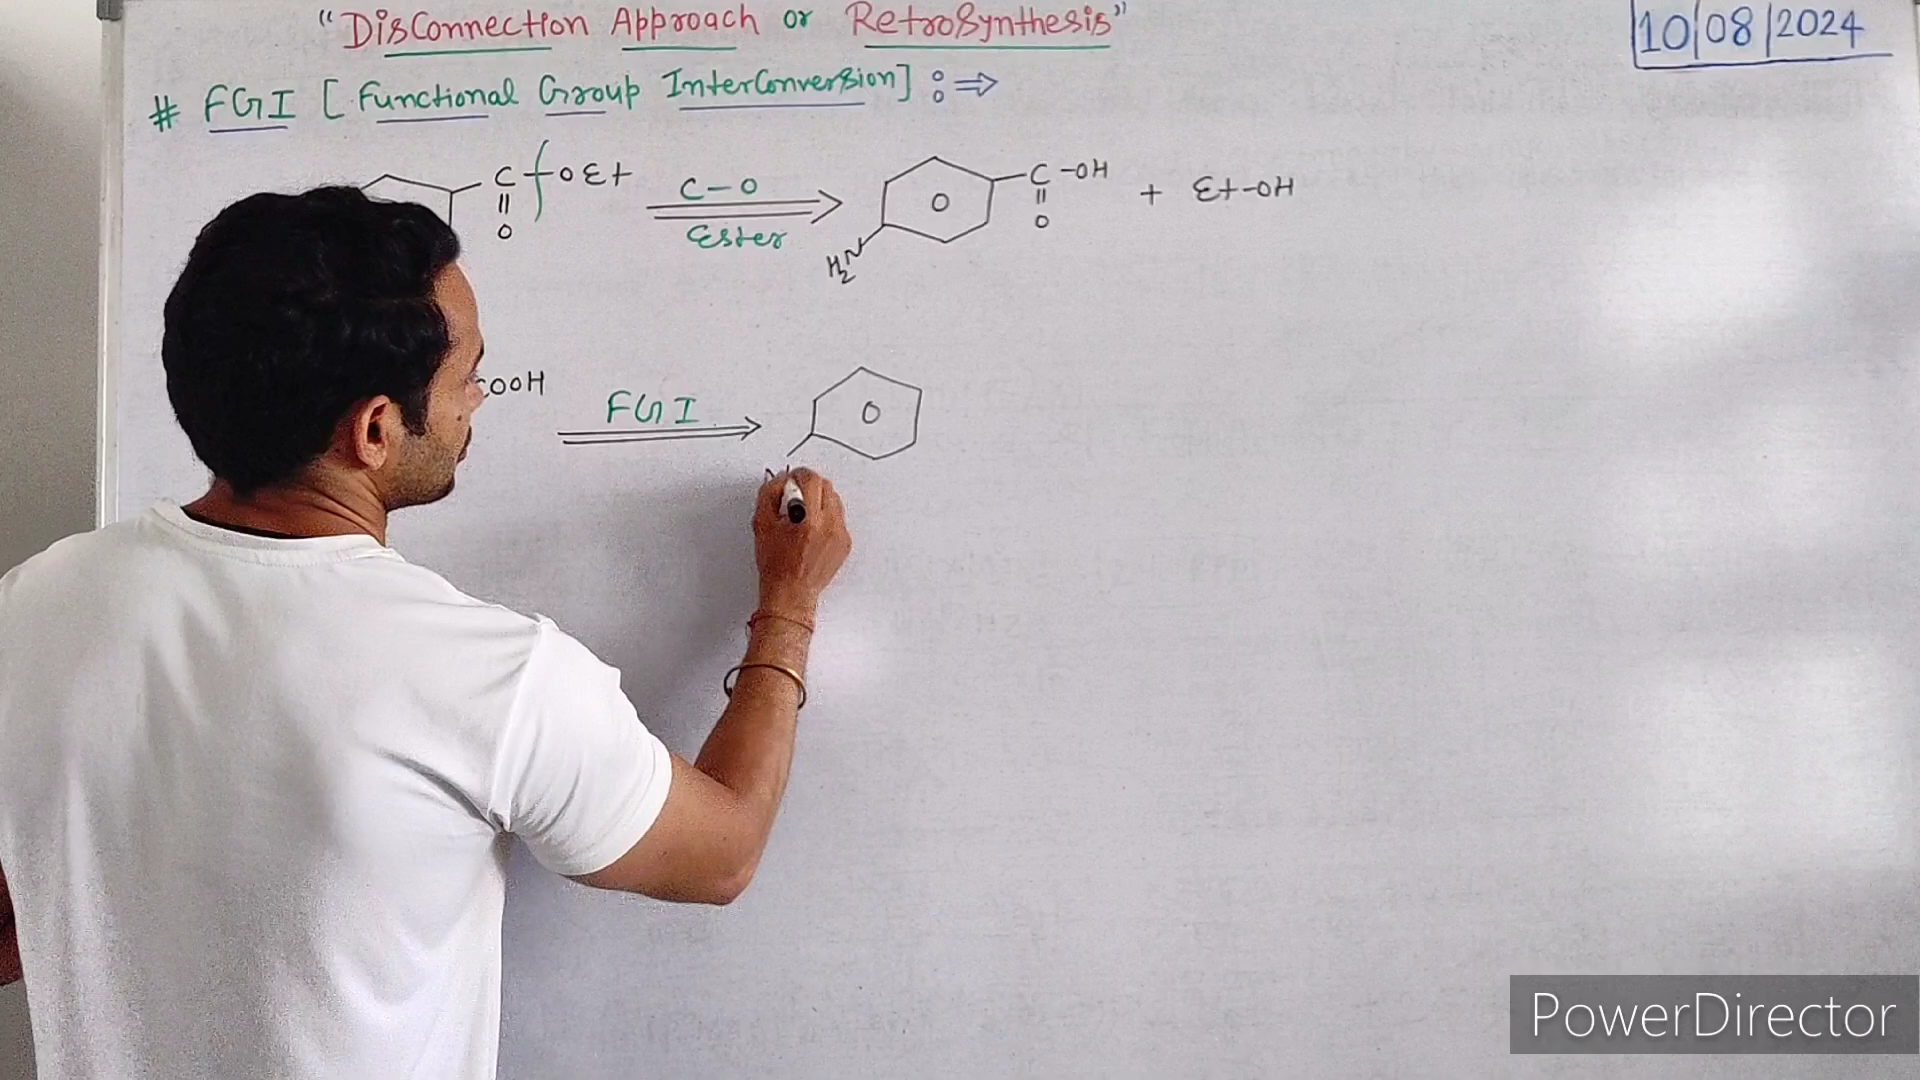 "DisConnection Approach or RetroSynthesis"
10/08/2024
# FGI [Functional Group InterConversion] :⇒
C-OEt
O
C-O
Ester
O
C-OH
O
H2N
+ Et-OH
COOH
FGI
O
N
PowerDirector